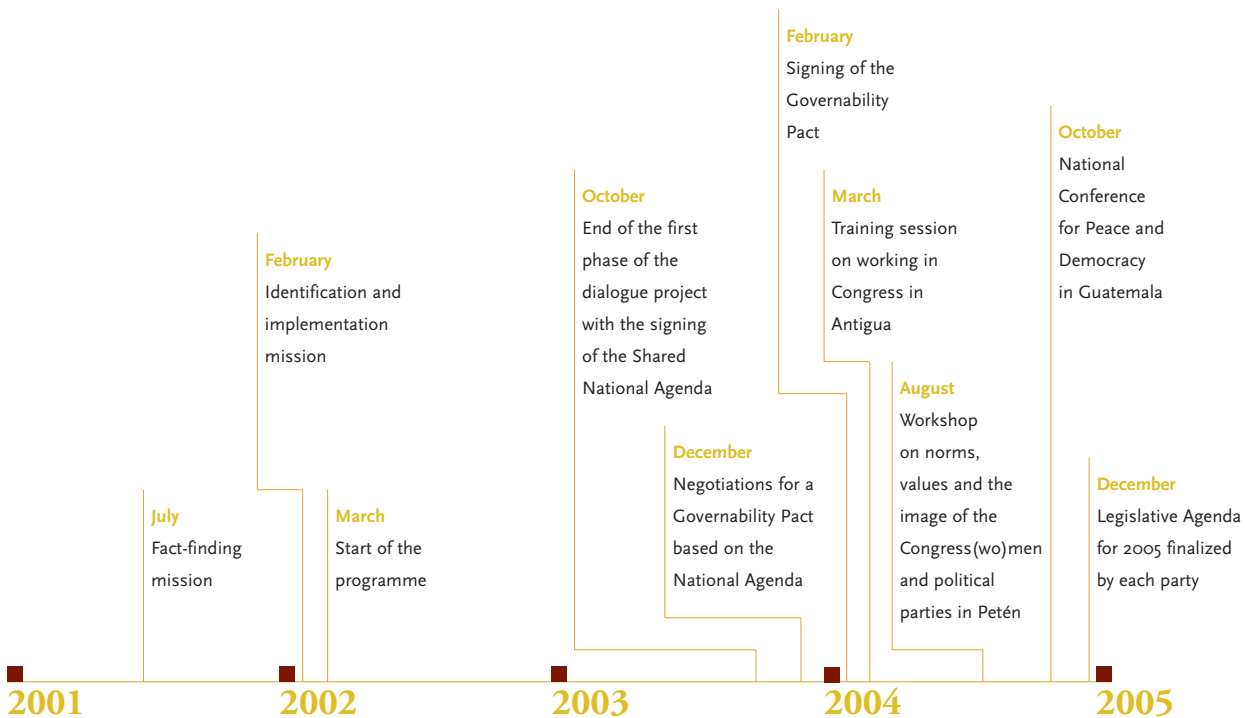 July
Fact-finding
mission
February
Identification and
implementation
mission
March
Start of the
programme
October
End of the first
phase of the
dialogue project
with the signing
of the Shared
National Agenda
December
Negotiations for a
Governability Pact
based on the
National Agenda
February
Signing of the
Governability
Pact
March
Training session
on working in
Congress in
Antigua
August
Workshop
on norms,
values and the
image of the
Congress(wo)men
and political
parties in Petén
October
National
Conference
for Peace and
Democracy
in Guatemala
December
Legislative Agenda
for 2005 finalized
by each party
2001
2002
2003
2004
2005